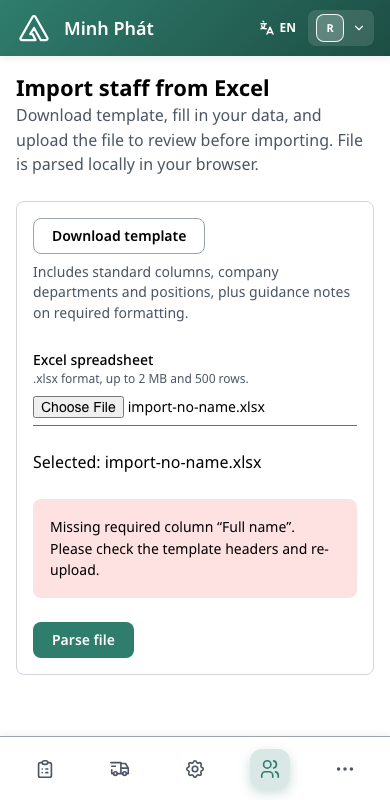 Minh Phát
EN
R
Import staff from Excel
Download template, fill in your data, and
upload the file to review before importing. File
is parsed locally in your browser.
Download template
Includes standard columns, company
departments and positions, plus guidance notes
on required formatting.
Excel spreadsheet
.xlsx format, up to 2 MB and 500 rows.
Choose File import-no-name.xlsx
Selected: import-no-name.xlsx
Missing required column “Full name”.
Please check the template headers and re-
upload.
Parse file